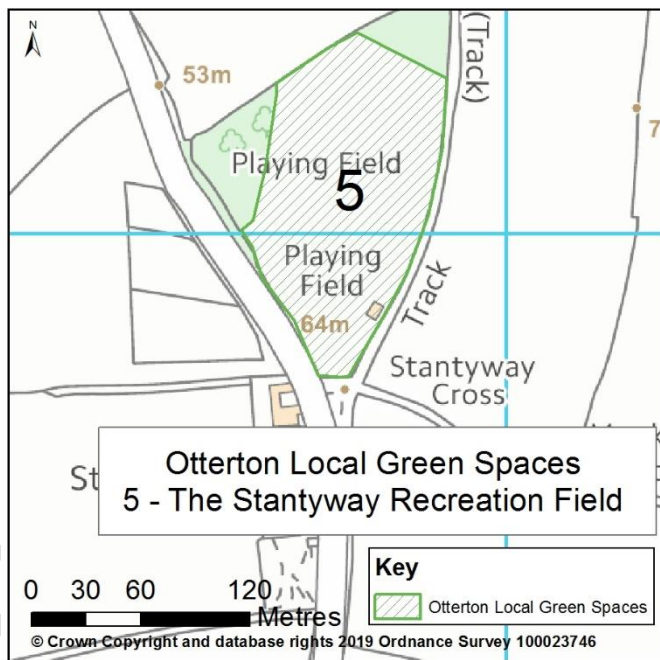 N
53m
(Track)
7
Playing Field
5
Playing
Field
64m
Track
Stantyway
Cross
St
Otterton Local Green Spaces
5 - The Stantyway Recreation Field
Key
Otterton Local Green Spaces
0 30 60 120
Metres
© Crown Copyright and database rights 2019 Ordnance Survey 100023746